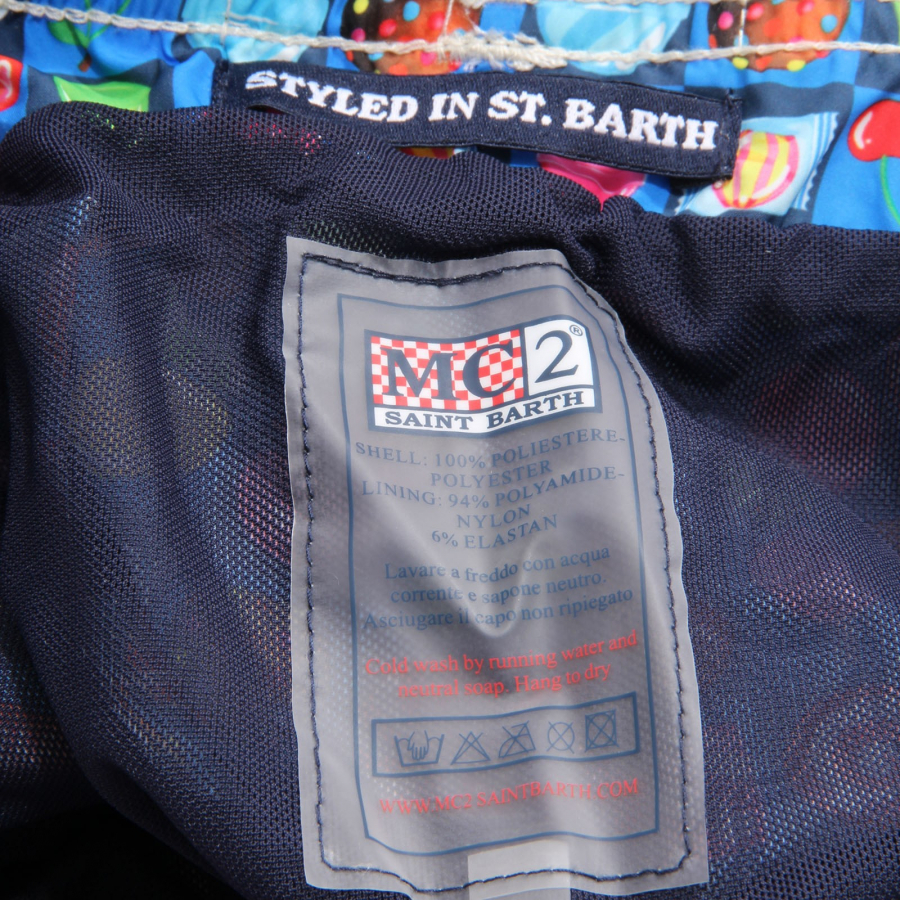 STYLED IN ST. BARTH
MC2®
SAINT BARTH
SHELL: 100% POLIESTERE-
POLYESTER
LINING: 94% POLYAMIDE-
NYLON
6% ELASTAN
Lavare a freddo con acqua
corrente e sapone neutro.
Asciugare il capo non ripiegato
Cold wash by running water and
neutral soap. Hang to dry
WWW.MC2 SAINTBARTH.COM